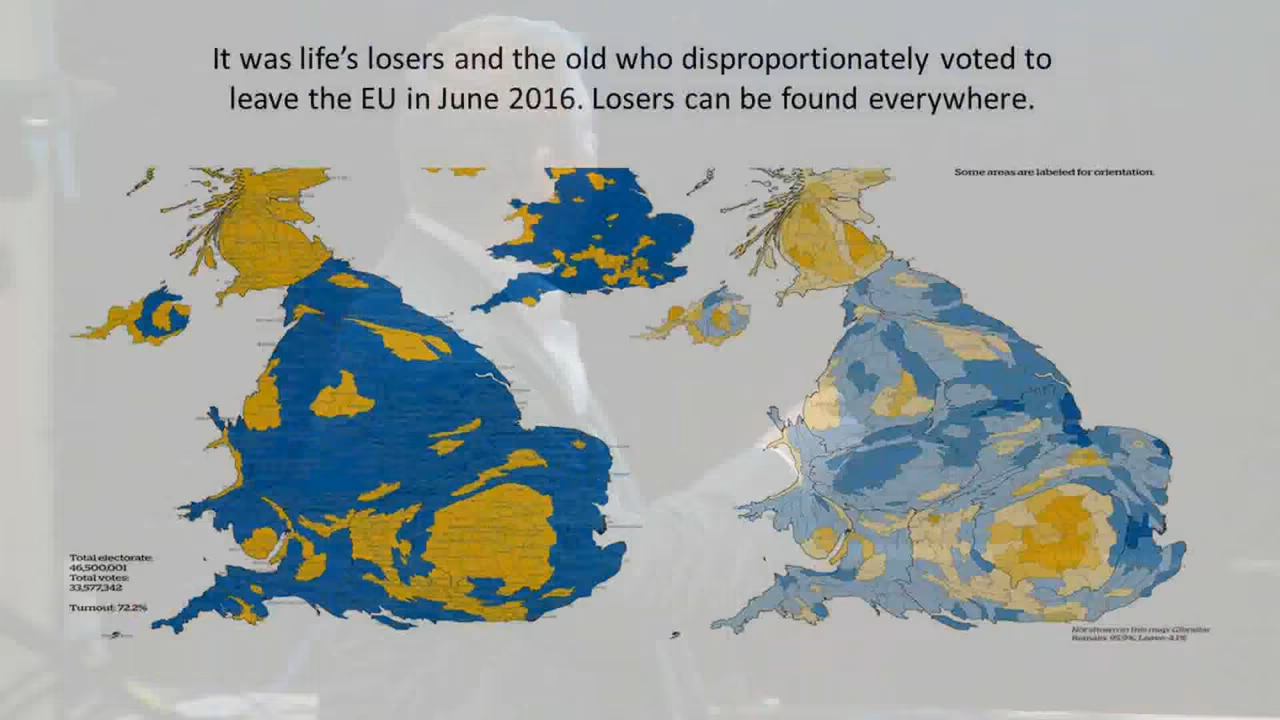 It was life’s losers and the old who disproportionately voted to
leave the EU in June 2016. Losers can be found everywhere.
Some areas are labeled for orientation.
Total electorate:
46,500,001
Total votes:
33,577,342
Turnout: 72.2%
Not shown in this map: Gibraltar
Remain: 95.9%, Leave: 4.1%